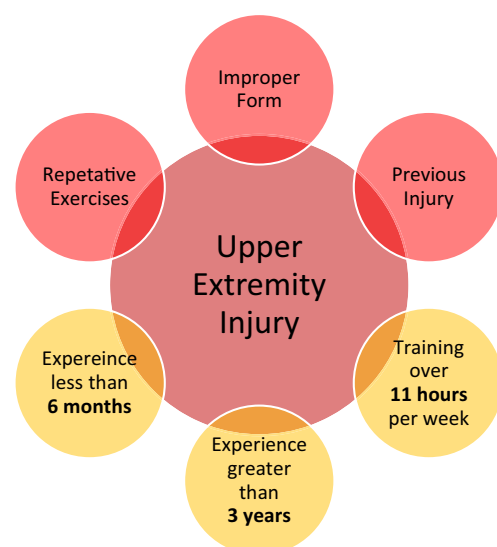 Improper
Form
Repetative
Exercises
Previous
Injury
Upper
Extremity
Injury
Expereince
less than
6 months
Training
over
11 hours
per week
Experience
greater
than
3 years